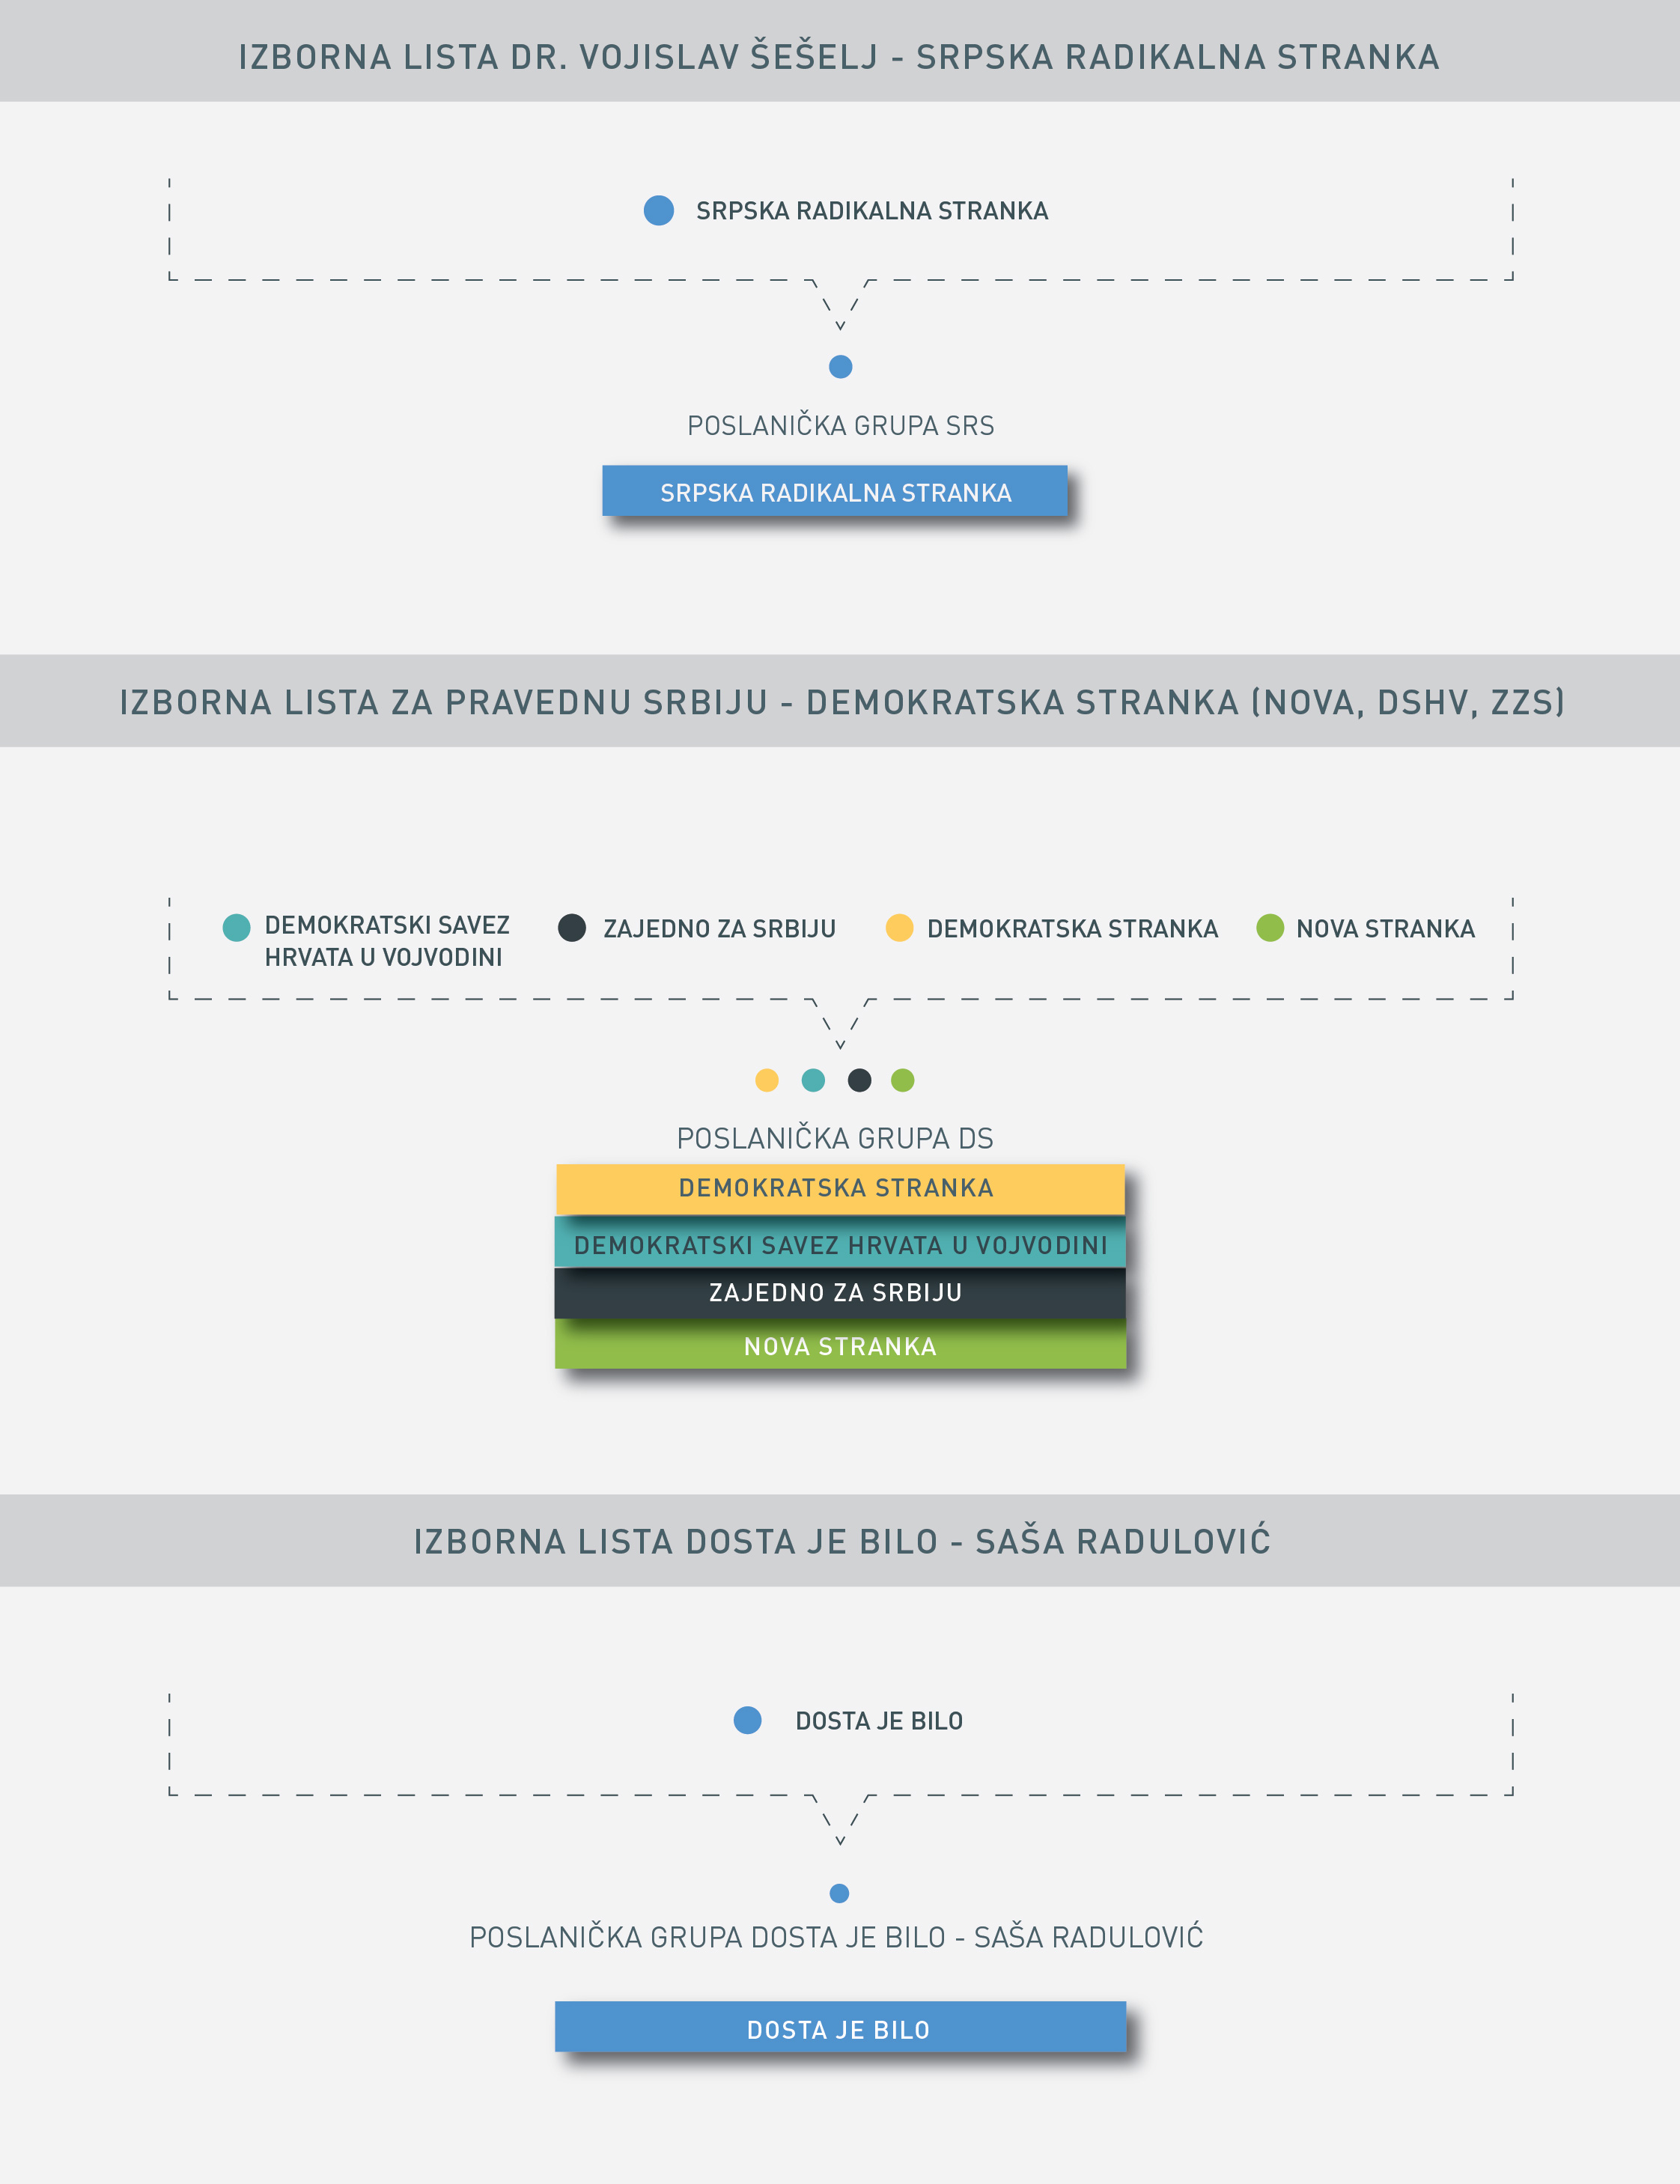 IZBORNA LISTA DR. VOJISLAV ŠEŠELJ - SRPSKA RADIKALNA STRANKA
SRPSKA RADIKALNA STRANKA
POSLANIČKA GRUPA SRS
SRPSKA RADIKALNA STRANKA
IZBORNA LISTA ZA PRAVEDNU SRBIJU - DEMOKRATSKA STRANKA (NOVA, DSHV, ZZS)
DEMOKRATSKI SAVEZ
HRVATA U VOJVODINI
ZAJEDNO ZA SRBIJU
DEMOKRATSKA STRANKA
NOVA STRANKA
POSLANIČKA GRUPA DS
DEMOKRATSKA STRANKA
DEMOKRATSKI SAVEZ HRVATA U VOJVODINI
ZAJEDNO ZA SRBIJU
NOVA STRANKA
IZBORNA LISTA DOSTA JE BILO - SAŠA RADULOVIĆ
DOSTA JE BILO
POSLANIČKA GRUPA DOSTA JE BILO - SAŠA RADULOVIĆ
DOSTA JE BILO